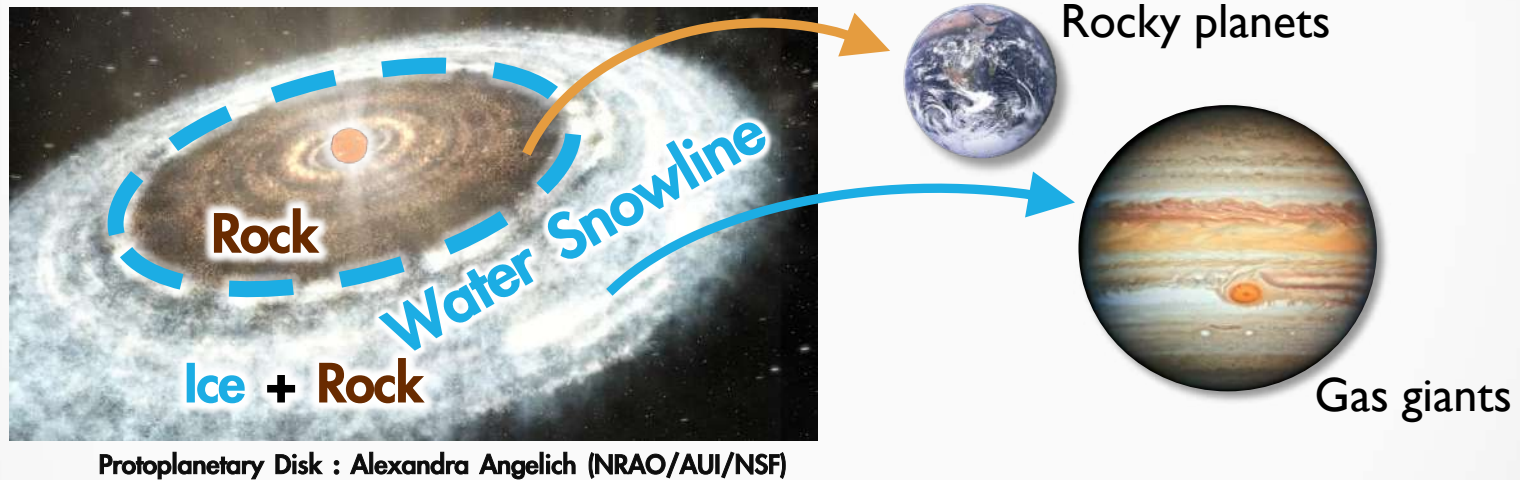 Rocky planets
Rock
Water Snowline
Ice + Rock
Gas giants
Protoplanetary Disk : Alexandra Angelich (NRAO/AUI/NSF)